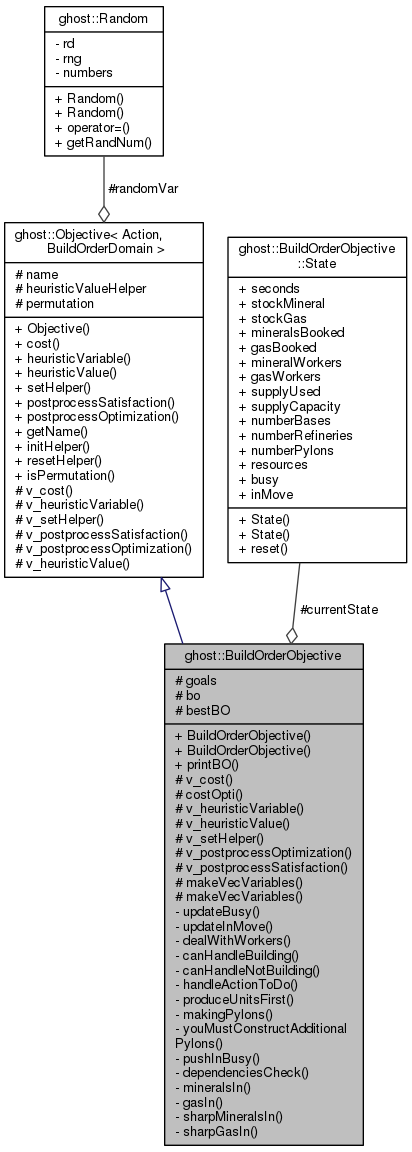 ghost::Random
- rd
- rng
- numbers
+ Random()
+ Random()
+ operator=()
+ getRandNum()
#randomVar
ghost::Objective< Action,
BuildOrderDomain >
# name
# heuristicValueHelper
# permutation
+ Objective()
+ cost()
+ heuristicVariable()
+ heuristicValue()
+ setHelper()
+ postprocessSatisfaction()
+ postprocessOptimization()
+ getName()
+ initHelper()
+ resetHelper()
+ isPermutation()
# v_cost()
# v_heuristicVariable()
# v_setHelper()
# v_postprocessSatisfaction()
# v_postprocessOptimization()
# v_heuristicValue()
ghost::BuildOrderObjective
::State
+ seconds
+ stockMineral
+ stockGas
+ mineralsBooked
+ gasBooked
+ mineralWorkers
+ gasWorkers
+ supplyUsed
+ supplyCapacity
+ numberBases
+ numberRefineries
+ numberPylons
+ resources
+ busy
+ inMove
+ State()
+ State()
+ reset()
#currentState
ghost::BuildOrderObjective
# goals
# bo
# bestBO
+ BuildOrderObjective()
+ BuildOrderObjective()
+ printBO()
# v_cost()
# costOpti()
# v_heuristicVariable()
# v_heuristicValue()
# v_setHelper()
# v_postprocessOptimization()
# v_postprocessSatisfaction()
# makeVecVariables()
# makeVecVariables()
- updateBusy()
- updateInMove()
- dealWithWorkers()
- canHandleBuilding()
- canHandleNotBuilding()
- handleActionToDo()
- produceUnitsFirst()
- makingPylons()
- youMustConstructAdditional
Pylons()
- pushInBusy()
- dependenciesCheck()
- mineralsIn()
- gasIn()
- sharpMineralsIn()
- sharpGasIn()